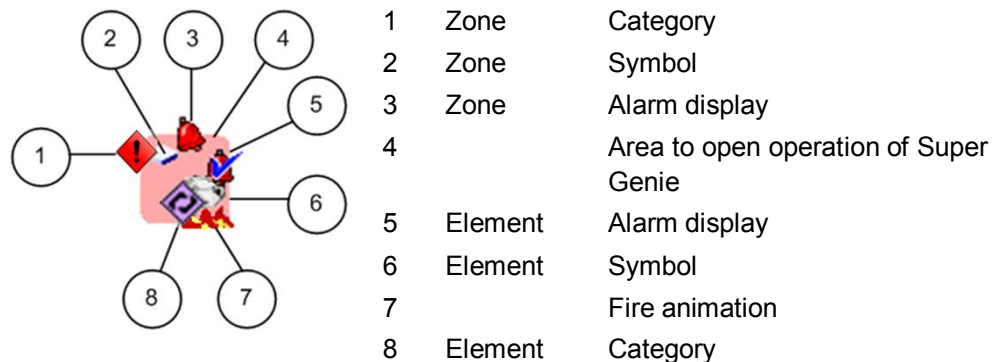 2 3 4
1 Zone Category
2 Zone Symbol
3 Zone Alarm display
5
4 Area to open operation of Super
Genie
1
5 Element Alarm display
6
6 Element Symbol
8 7
7 Fire animation
8 Element Category